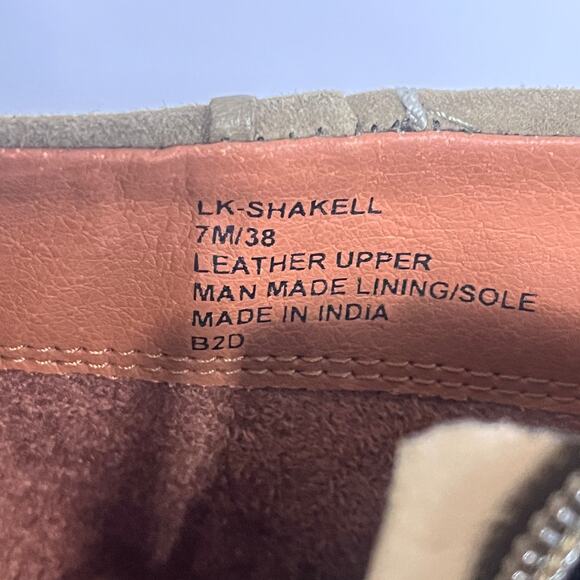 LK-SHAKELL
7M/38
LEATHER UPPER
MAN MADE LINING/SOLE
MADE IN INDIA
B2D